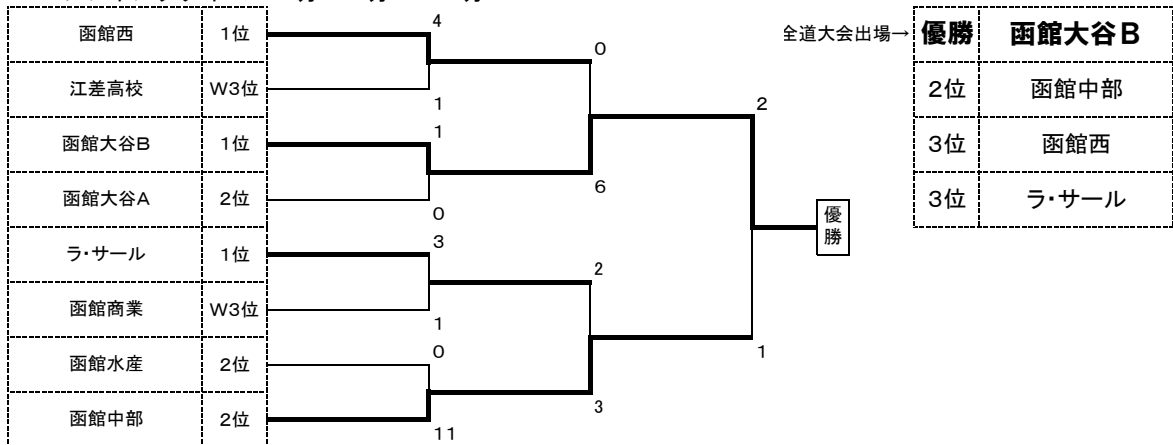 函館西 1位
江差高校 W3位
函館大谷B 1位
函館大谷A 2位
ラ・サール 1位
函館商業 W3位
函館水産 2位
函館中部 2位
4
1
1
0
3
1
0
11
0
6
2
3
2
1
優勝
全道大会出場→ 優勝 函館大谷B
2位 函館中部
3位 函館西
3位 ラ・サール